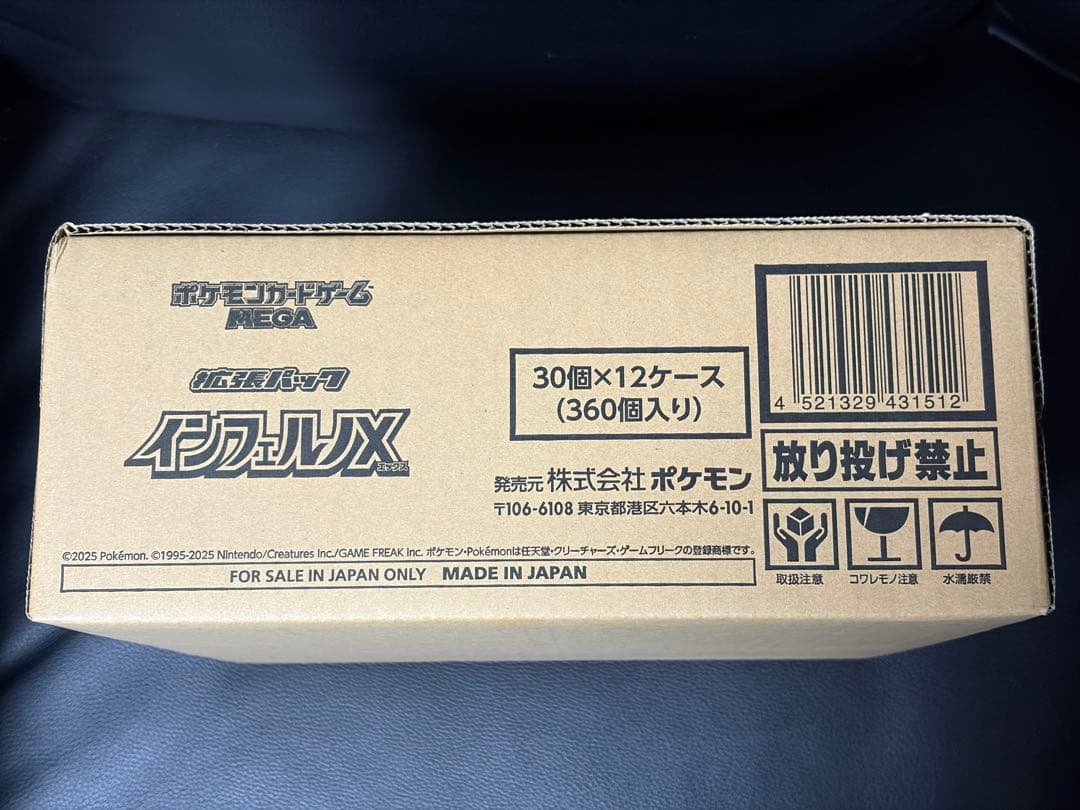 ポケモンカードゲーム
MEGA
拡張パック
インフェルノX
エックス
30個×12ケース
(360個入り)
発売元 株式会社 ポケモン
〒106-6108 東京都港区六本木6-10-1
©2025 Pokémon. ©1995-2025 Nintendo/Creatures Inc./GAME FREAK Inc. ポケモン・Pokémonは任天堂・クリーチャーズ・ゲームフリークの登録商標です。
FOR SALE IN JAPAN ONLY MADE IN JAPAN
4 521329 431512
放り投げ禁止
取扱注意 コワレモノ注意 水濡厳禁